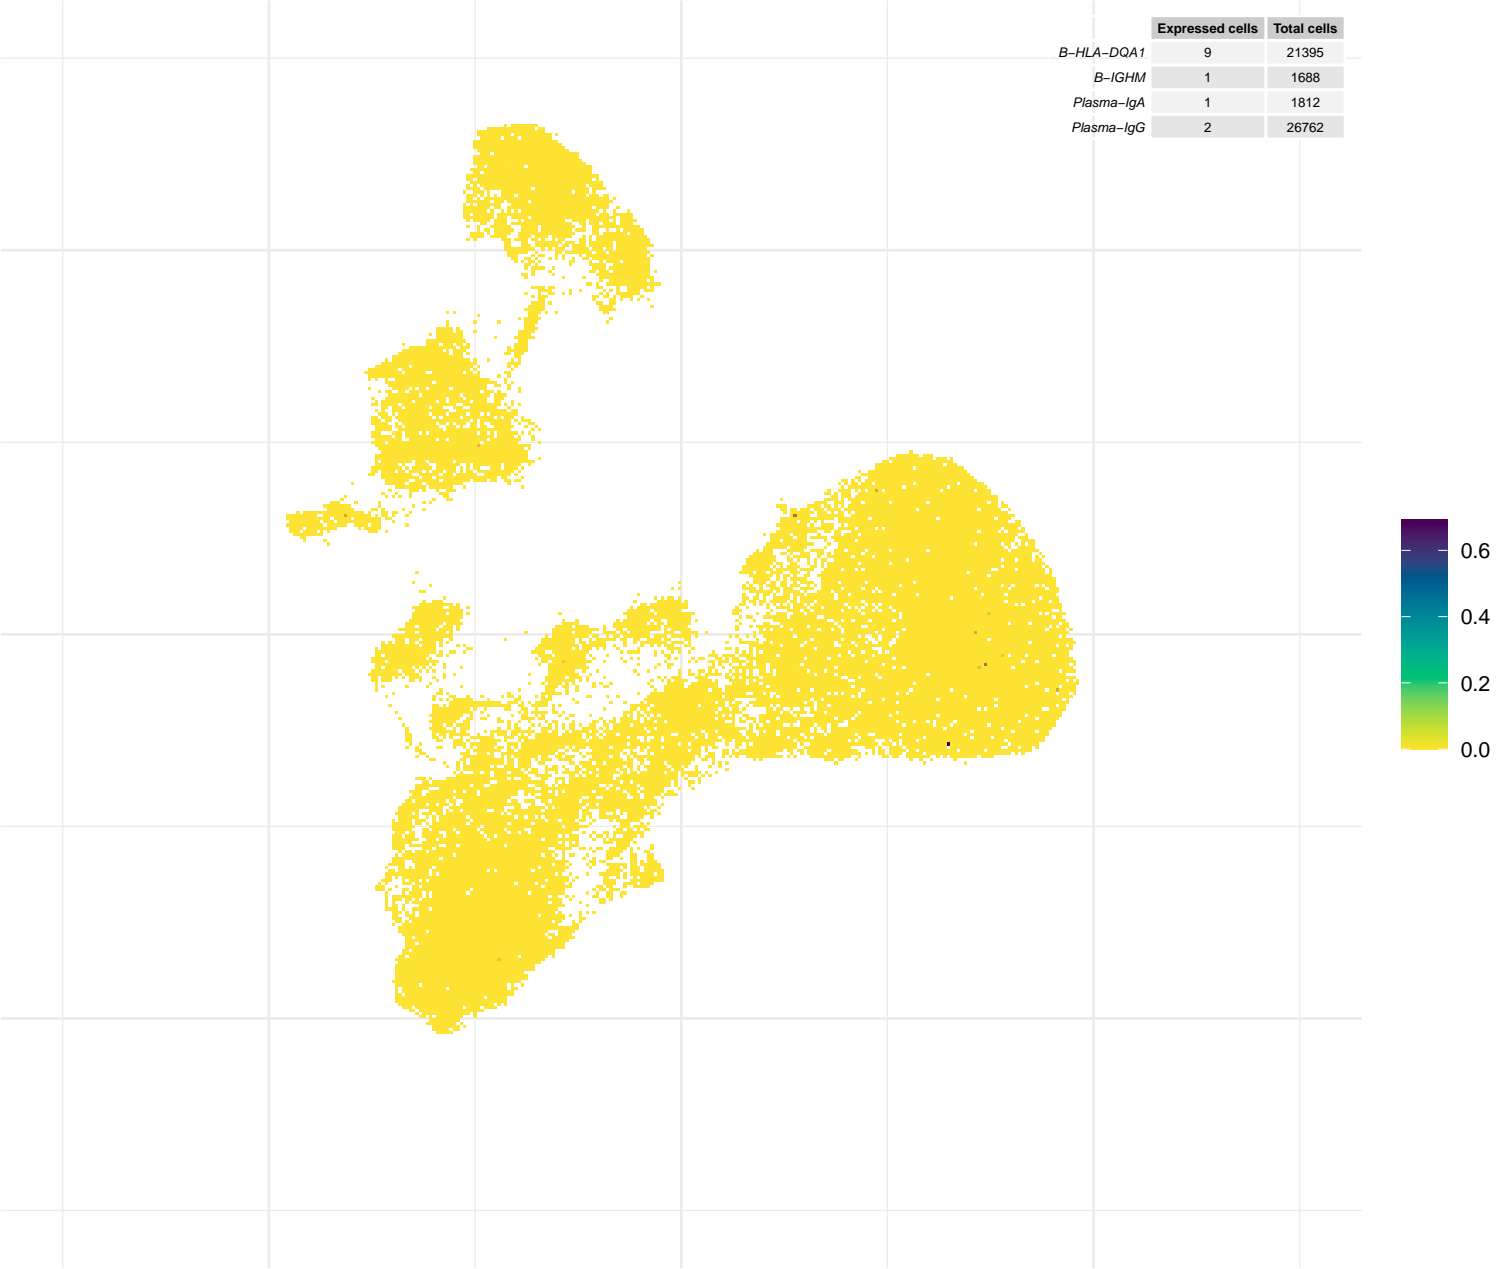 Expressed cells Total cells
B−HLA−DQA1 9 21395
B−IGHM 1 1688
Plasma−IgA 1 1812
Plasma−IgG 2 26762
0.6
0.4
0.2
0.0